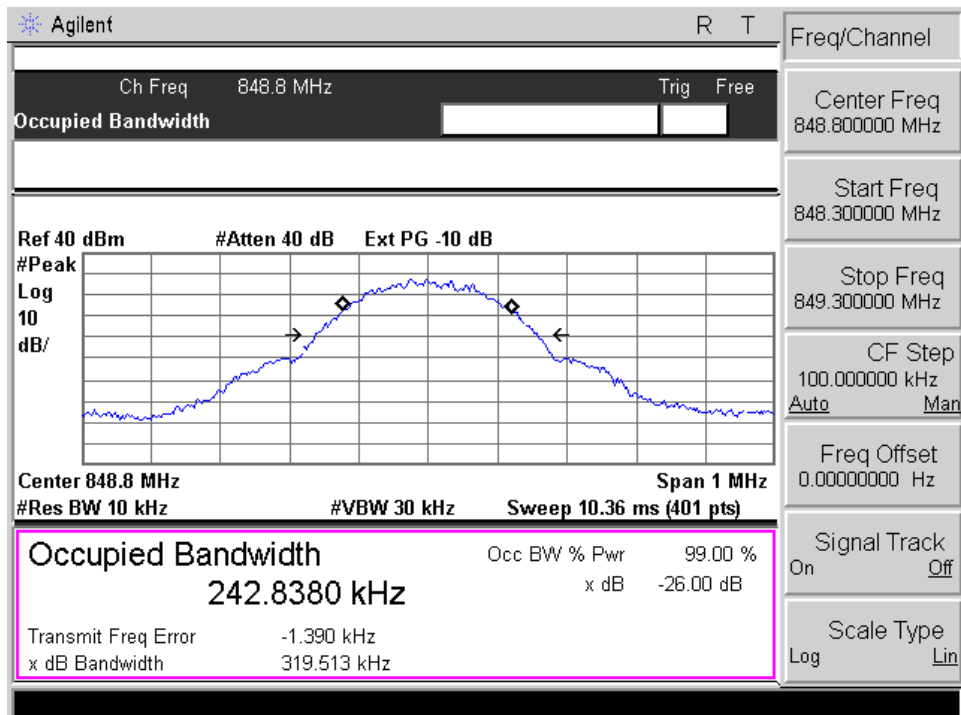 Agilent R T
Ch Freq 848.8 MHz Trig Free
Occupied Bandwidth
Ref 40 dBm #Atten 40 dB Ext PG -10 dB
#Peak
Log
10
dB/
Center 848.8 MHz Span 1 MHz
#Res BW 10 kHz #VBW 30 kHz Sweep 10.36 ms (401 pts)
Occupied Bandwidth Occ BW % Pwr 99.00 %
242.8380 kHz x dB -26.00 dB
Transmit Freq Error -1.390 kHz
x dB Bandwidth 319.513 kHz
Freq/Channel
Center Freq
848.800000 MHz
Start Freq
848.300000 MHz
Stop Freq
849.300000 MHz
CF Step
100.000000 kHz
Auto Man
Freq Offset
0.00000000 Hz
Signal Track
On Off
Scale Type
Log Lin